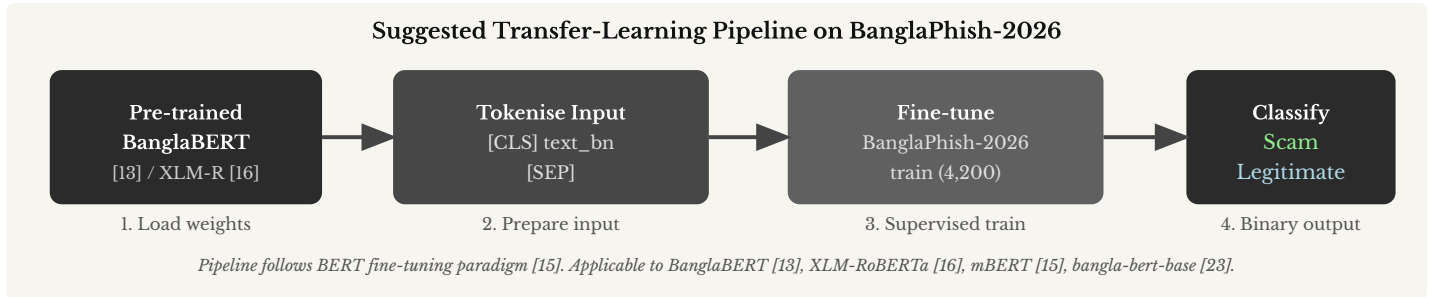 Suggested Transfer-Learning Pipeline on BanglaPhish-2026
Pre-trained
BanglaBERT
[13] / XLM-R [16]
1. Load weights
Tokenise Input
[CLS] text_bn
[SEP]
2. Prepare input
Fine-tune
BanglaPhish-2026
train (4,200)
3. Supervised train
Classify
Scam
Legitimate
4. Binary output
Pipeline follows BERT fine-tuning paradigm [15]. Applicable to BanglaBERT [13], XLM-RoBERTa [16], mBERT [15], bangla-bert-base [23].